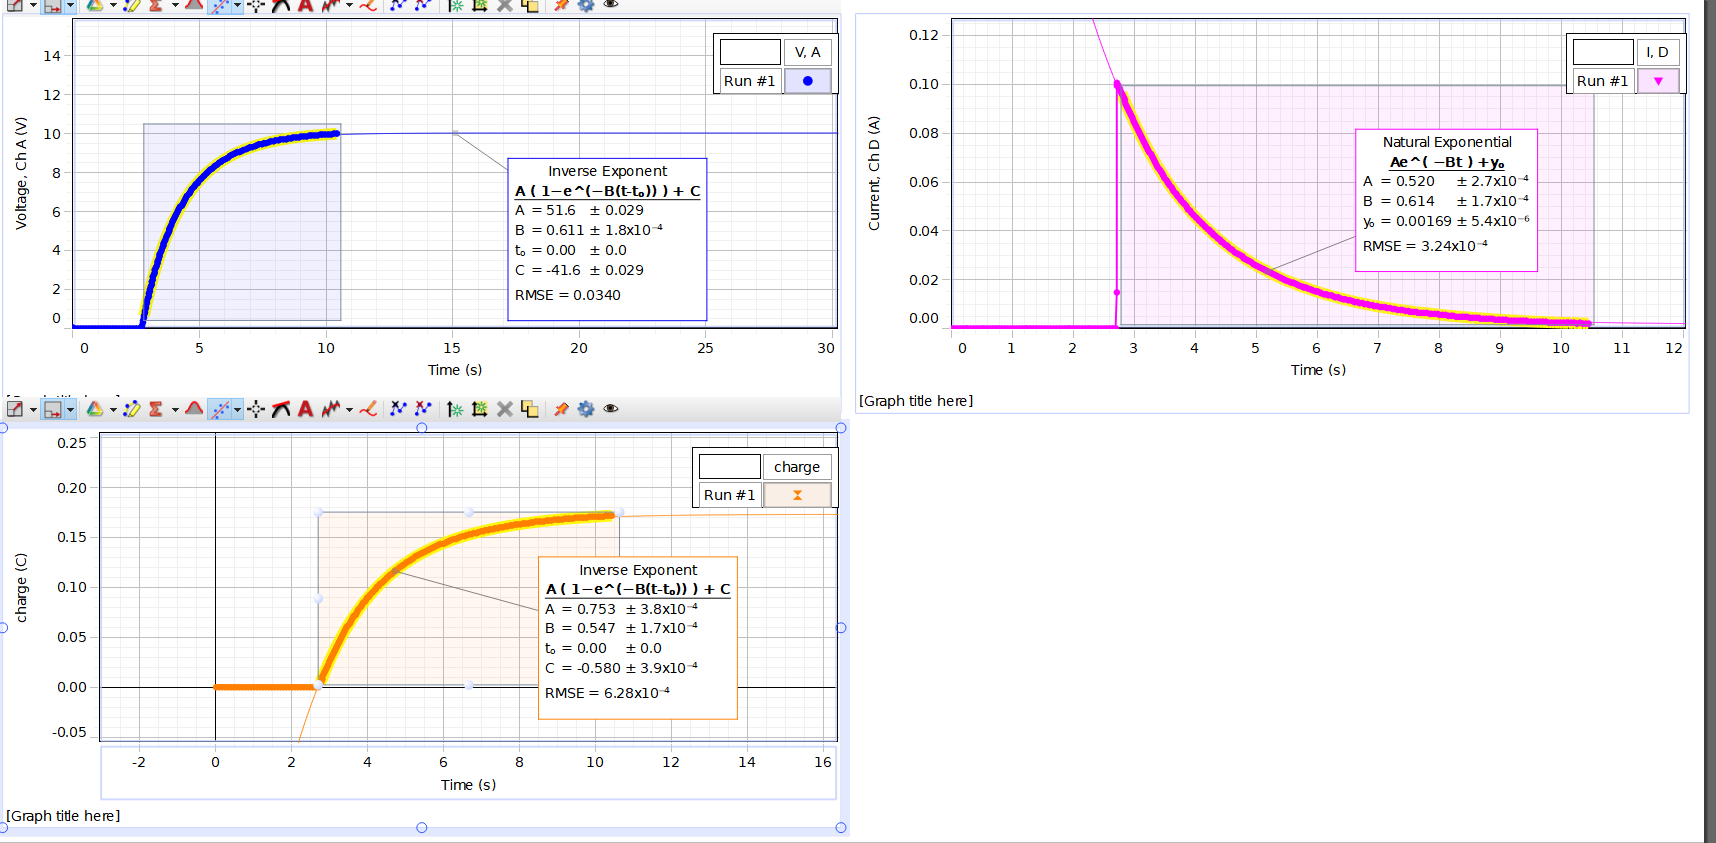 14
12
10
8
6
4
2
0
Voltage, Ch A (V)
0 5 10 15 20 25 30
Time (s)
V, A
Run #1
Inverse Exponent
A ( 1−e^(−B(t-t₀)) ) + C
A = 51.6 ± 0.029
B = 0.611 ± 1.8x10⁻⁴
t₀ = 0.00 ± 0.0
C = -41.6 ± 0.029
RMSE = 0.0340
0.12
0.10
0.08
0.06
0.04
0.02
0.00
Current, Ch D (A)
0 1 2 3 4 5 6 7 8 9 10 11 12
Time (s)
I, D
Run #1
Natural Exponential
Ae^( −Bt ) +y₀
A = 0.520 ± 2.7x10⁻⁴
B = 0.614 ± 1.7x10⁻⁴
y₀ = 0.00169 ± 5.4x10⁻⁶
RMSE = 3.24x10⁻⁴
[Graph title here]
[Graph title here]
0.25
0.20
0.15
0.10
0.05
0.00
-0.05
charge (C)
-2 0 2 4 6 8 10 12 14 16
Time (s)
charge
Run #1
Inverse Exponent
A ( 1−e^(−B(t-t₀)) ) + C
A = 0.753 ± 3.8x10⁻⁴
B = 0.547 ± 1.7x10⁻⁴
t₀ = 0.00 ± 0.0
C = -0.580 ± 3.9x10⁻⁴
RMSE = 6.28x10⁻⁴
[Graph title here]